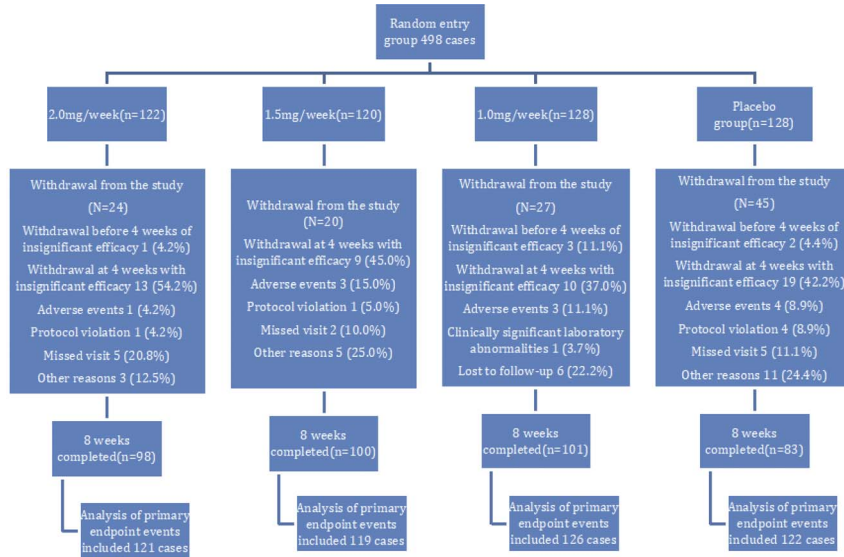 Random entry
group 498 cases
2.0mg/week(n=122)
1.5mg/week(n=120)
1.0mg/week(n=128)
Placebo
group(n=128)
Withdrawal from the study
(N=24)
Withdrawal before 4 weeks of
insignificant efficacy 1 (4.2%)
Withdrawal at 4 weeks with
insignificant efficacy 13 (54.2%)
Adverse events 1 (4.2%)
Protocol violation 1 (4.2%)
Missed visit 5 (20.8%)
Other reasons 3 (12.5%)
Withdrawal from the study
(N=20)
Withdrawal at 4 weeks with
insignificant efficacy 9 (45.0%)
Adverse events 3 (15.0%)
Protocol violation 1 (5.0%)
Missed visit 2 (10.0%)
Other reasons 5 (25.0%)
Withdrawal from the study
(N=27)
Withdrawal before 4 weeks of
insignificant efficacy 3 (11.1%)
Withdrawal at 4 weeks with
insignificant efficacy 10 (37.0%)
Adverse events 3 (11.1%)
Clinically significant laboratory
abnormalities 1 (3.7%)
Lost to follow-up 6 (22.2%)
Withdrawal from the study
(N=45)
Withdrawal before 4 weeks of
insignificant efficacy 2 (4.4%)
Withdrawal at 4 weeks with
insignificant efficacy 19 (42.2%)
Adverse events 4 (8.9%)
Protocol violation 4 (8.9%)
Missed visit 5 (11.1%)
Other reasons 11 (24.4%)
8 weeks
completed(n=98)
8 weeks
completed(n=100)
8 weeks
completed(n=101)
8 weeks
completed(n=83)
Analysis of primary
endpoint events
included 121 cases
Analysis of primary
endpoint events
included 119 cases
Analysis of primary
endpoint events
included 126 cases
Analysis of primary
endpoint events
included 122 cases